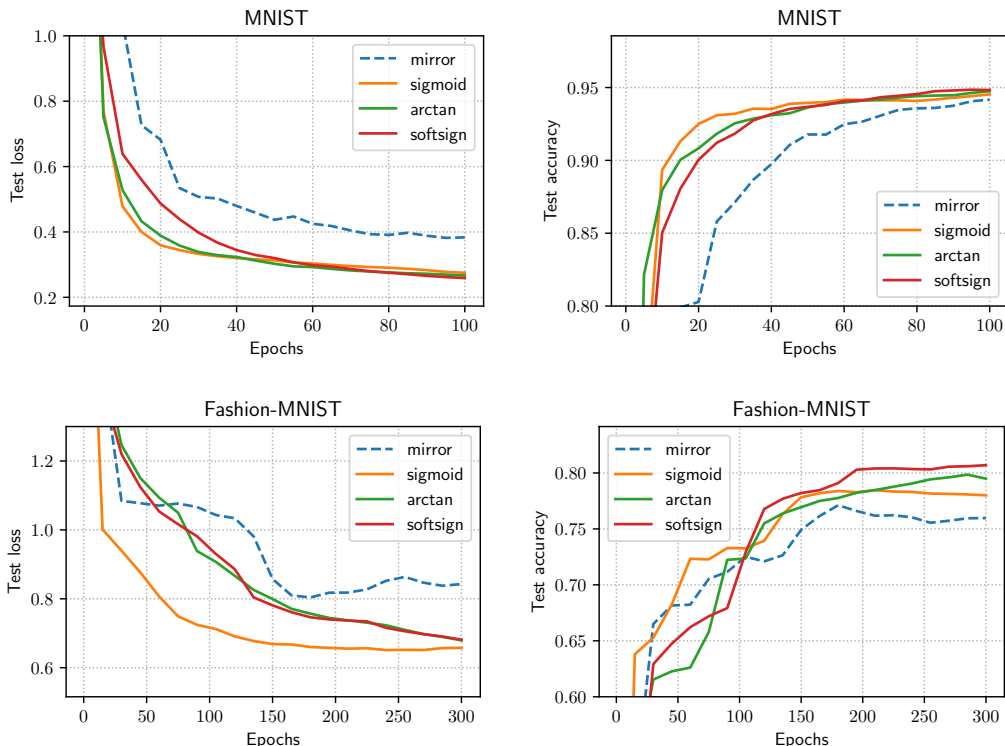 MNIST
Test loss
1.0
0.8
0.6
0.4
0.2
0 20 40 60 80 100
Epochs
mirror
sigmoid
arctan
softsign
MNIST
Test accuracy
0.95
0.90
0.85
0.80
0 20 40 60 80 100
Epochs
mirror
sigmoid
arctan
softsign
Fashion-MNIST
Test loss
1.2
1.0
0.8
0.6
0 50 100 150 200 250 300
Epochs
mirror
sigmoid
arctan
softsign
Fashion-MNIST
Test accuracy
0.80
0.75
0.70
0.65
0.60
0 50 100 150 200 250 300
Epochs
mirror
sigmoid
arctan
softsign